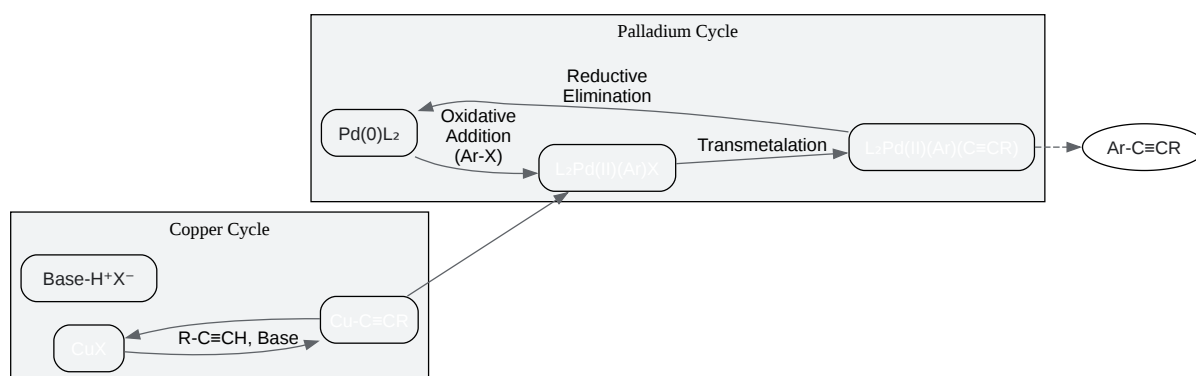 Palladium Cycle
Reductive
Elimination
Pd(0)L₂
Oxidative
Addition
(Ar-X)
L₂Pd(II)(Ar)X
Transmetalation
L₂Pd(II)(Ar)(C≡CR)
Ar-C≡CR
Copper Cycle
Base-H⁺X⁻
CuX
R-C≡CH, Base
Cu-C≡CR